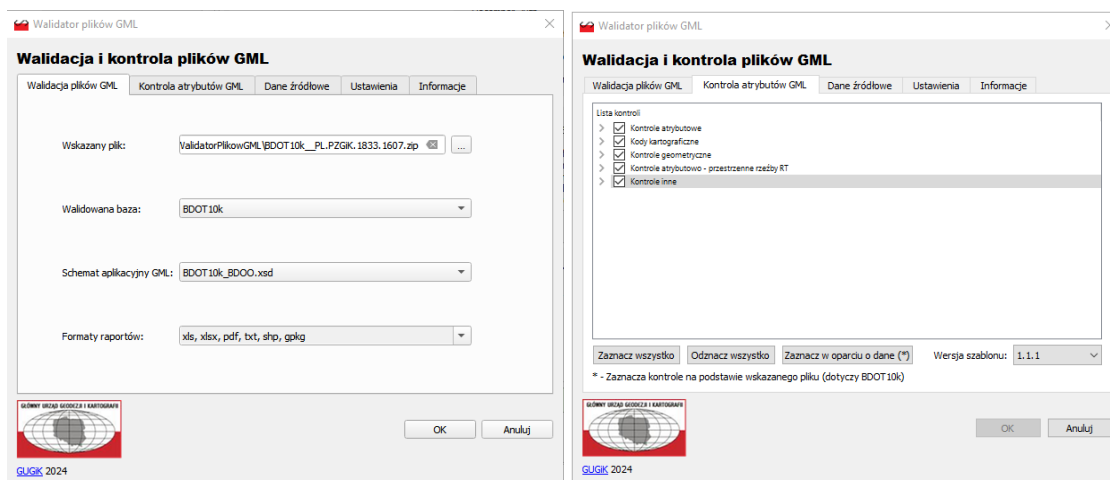 Walidator plików GML
Walidacja i kontrola plików GML
Walidacja plików GML Kontrola atrybutów GML Dane źródłowe Ustawienia Informacje
Wskazany plik: ValidatorPlikowGML\BDOT10k__PL.PZGiK.1833.1607.zip ...
Walidowana baza: BDOT10k
Schemat aplikacyjny GML: BDOT10k_BDOO.xsd
Formaty raportów: xls, xlsx, pdf, txt, shp, gpkg
GŁÓWNY URZĄD GEODEZJI I KARTOGRAFII
OK Anuluj
GUGiK 2024
Walidator plików GML
Walidacja i kontrola plików GML
Walidacja plików GML Kontrola atrybutów GML Dane źródłowe Ustawienia Informacje
Lista kontroli
Kontrole atrybutowe
Kody kartograficzne
Kontrole geometryczne
Kontrole atrybutowo - przestrzenne rzeźby RT
Kontrole inne
Zaznacz wszystko Odznacz wszystko Zaznacz w oparciu o dane (*) Wersja szablonu: 1.1.1
* - Zaznacza kontrole na podstawie wskazanego pliku (dotyczy BDOT10k)
GŁÓWNY URZĄD GEODEZJI I KARTOGRAFII
OK Anuluj
GUGiK 2024